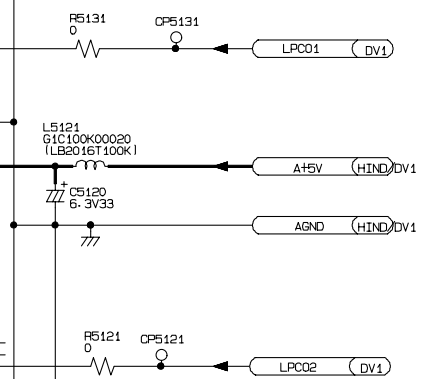 R5131
0
CP5131
LPCO1
DV1
L5121
G1C100K00020
(LB2016T100K)
A+5V
HIND/DV1
+
C5120
6.3V33
AGND
HIND/DV1
R5121
0
CP5121
LPCO2
DV1